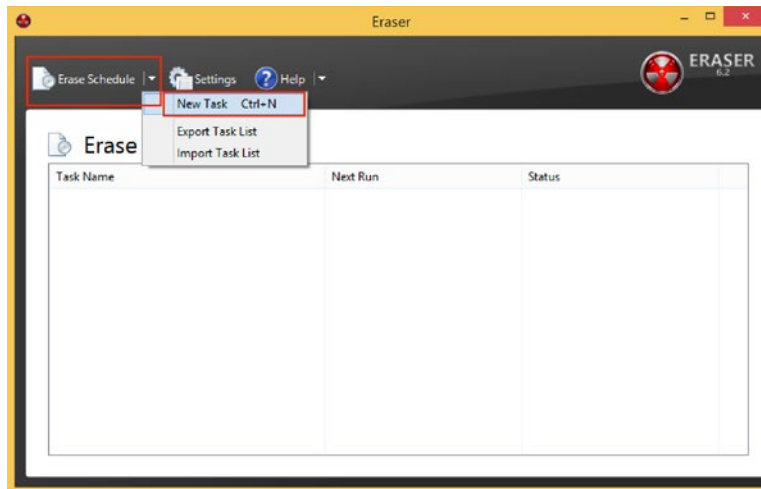 Eraser
Erase Schedule Settings Help
ERASER
6.2
New Task Ctrl+N
Export Task List
Import Task List
Erase
Task Name Next Run Status